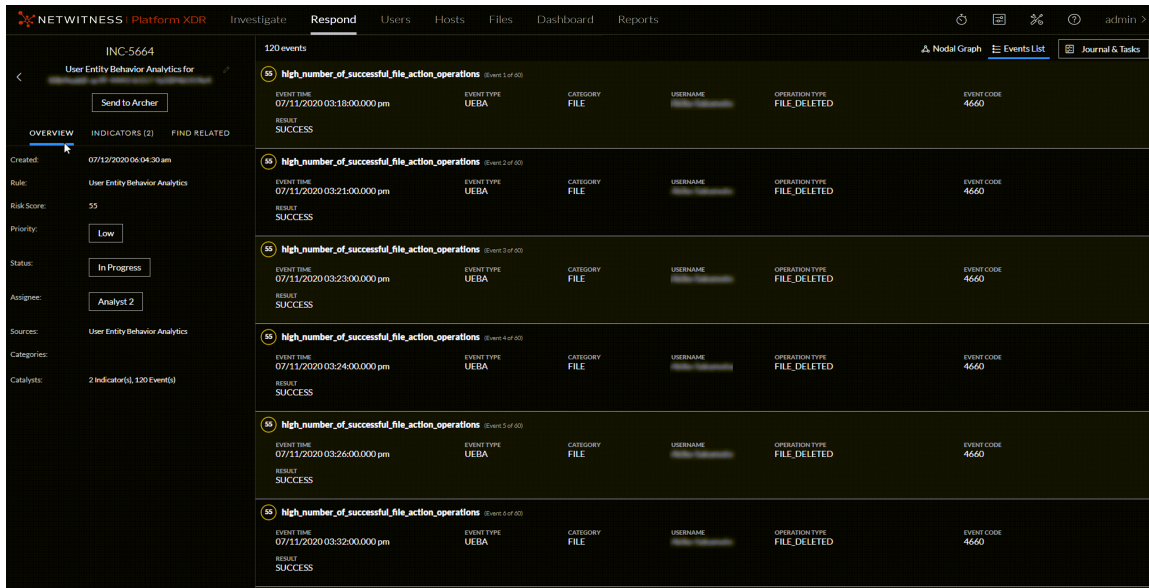 NETWITNESS Platform XDR Investigate Respond Users Hosts Files Dashboard Reports admin >
INC-5664
User Entity Behavior Analytics for
Send to Archer
OVERVIEW INDICATORS (2) FIND RELATED
Created: 07/12/2020 06:04:30 am
Rule: User Entity Behavior Analytics
Risk Score: 55
Priority: Low
Status: In Progress
Assignee: Analyst 2
Sources: User Entity Behavior Analytics
Categories:
Catalysts: 2 Indicator(s), 120 Event(s)
120 events Nodal Graph Events List Journal & Tasks
55 high_number_of_successful_file_action_operations (Event 1 of 60)
EVENT TIME EVENT TYPE CATEGORY USERNAME OPERATION TYPE EVENT CODE
07/11/2020 03:18:00.000 pm UEBA FILE FILE_DELETED 4660
RESULT
SUCCESS
55 high_number_of_successful_file_action_operations (Event 2 of 60)
EVENT TIME EVENT TYPE CATEGORY USERNAME OPERATION TYPE EVENT CODE
07/11/2020 03:21:00.000 pm UEBA FILE FILE_DELETED 4660
RESULT
SUCCESS
55 high_number_of_successful_file_action_operations (Event 3 of 60)
EVENT TIME EVENT TYPE CATEGORY USERNAME OPERATION TYPE EVENT CODE
07/11/2020 03:23:00.000 pm UEBA FILE FILE_DELETED 4660
RESULT
SUCCESS
55 high_number_of_successful_file_action_operations (Event 4 of 60)
EVENT TIME EVENT TYPE CATEGORY USERNAME OPERATION TYPE EVENT CODE
07/11/2020 03:24:00.000 pm UEBA FILE FILE_DELETED 4660
RESULT
SUCCESS
55 high_number_of_successful_file_action_operations (Event 5 of 60)
EVENT TIME EVENT TYPE CATEGORY USERNAME OPERATION TYPE EVENT CODE
07/11/2020 03:26:00.000 pm UEBA FILE FILE_DELETED 4660
RESULT
SUCCESS
55 high_number_of_successful_file_action_operations (Event 6 of 60)
EVENT TIME EVENT TYPE CATEGORY USERNAME OPERATION TYPE EVENT CODE
07/11/2020 03:32:00.000 pm UEBA FILE FILE_DELETED 4660
RESULT
SUCCESS